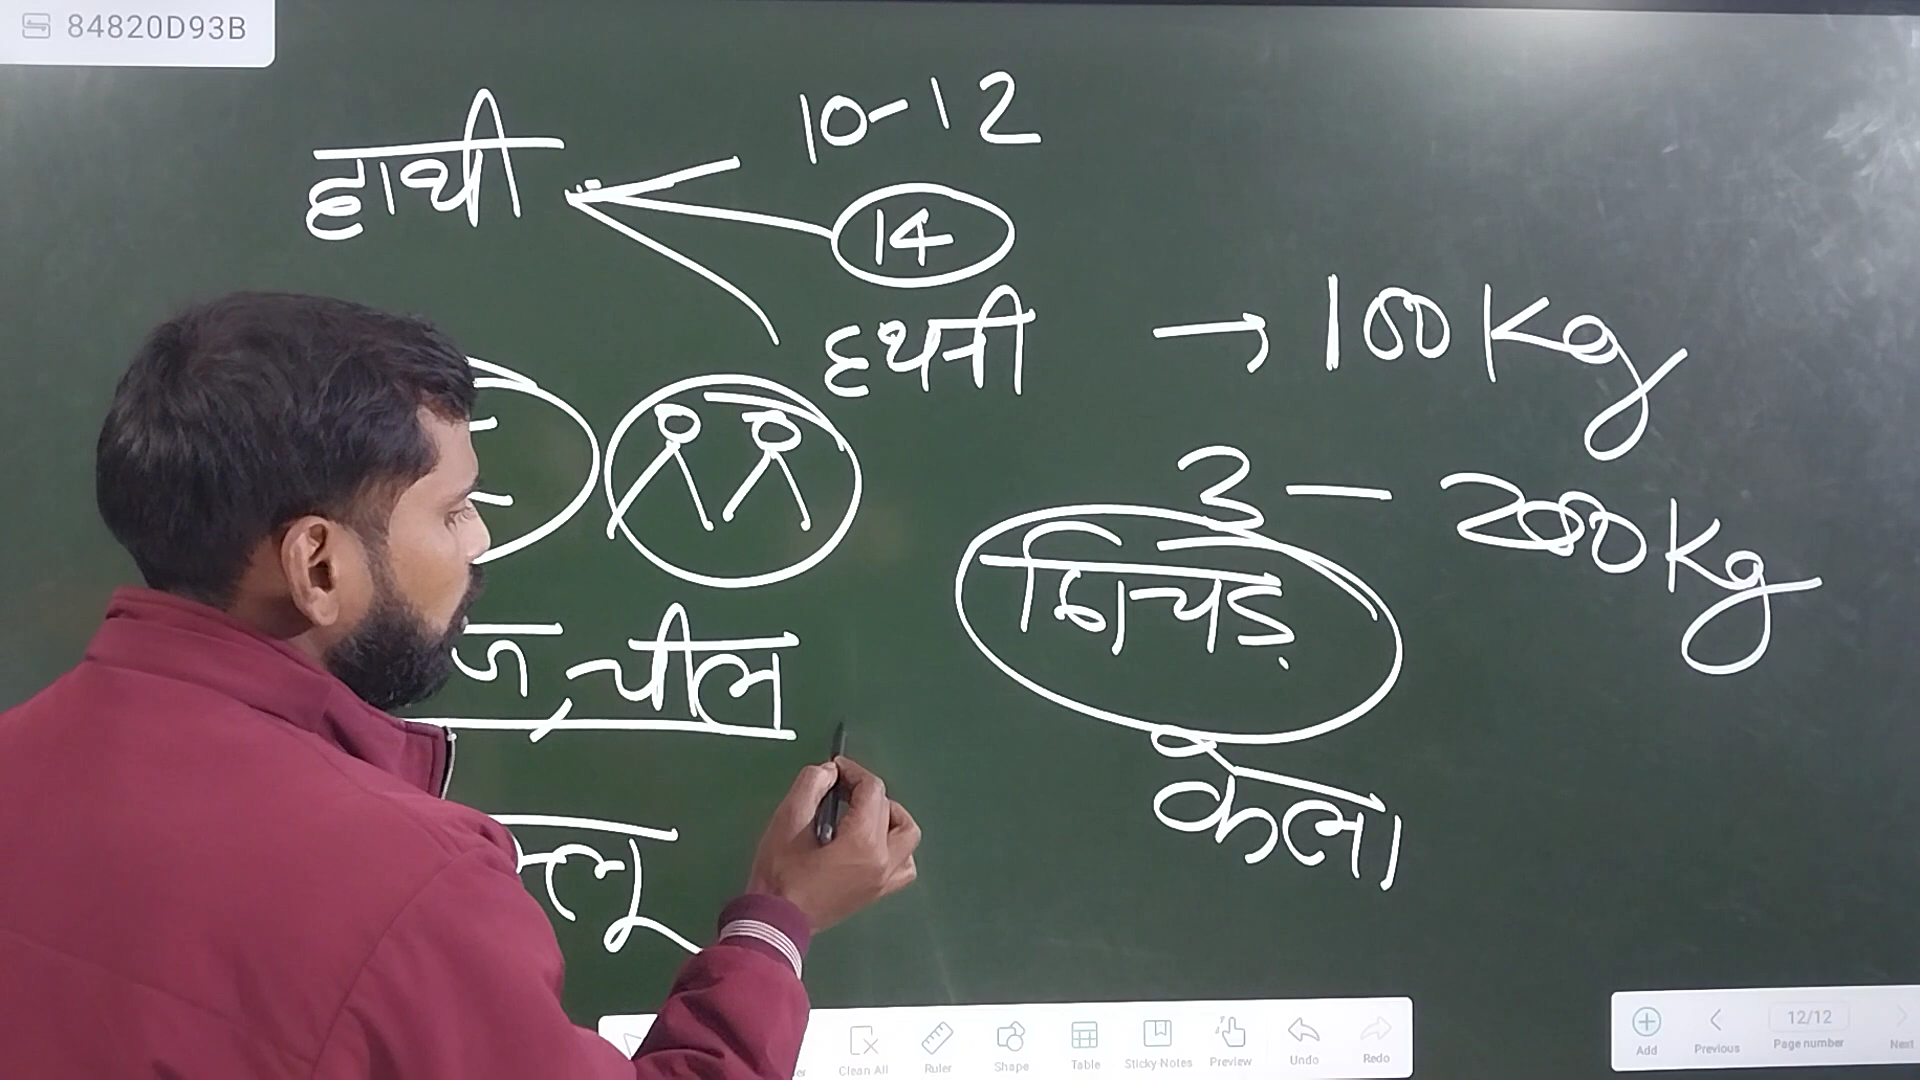 84820D93B
10-12
हाथी
14
हथनी → 100 Kg
3 — 200 Kg
चील
केला
Clean All Ruler Shape Table Sticky Notes Preview Undo Redo
Add Previous 12/12 Page number Next